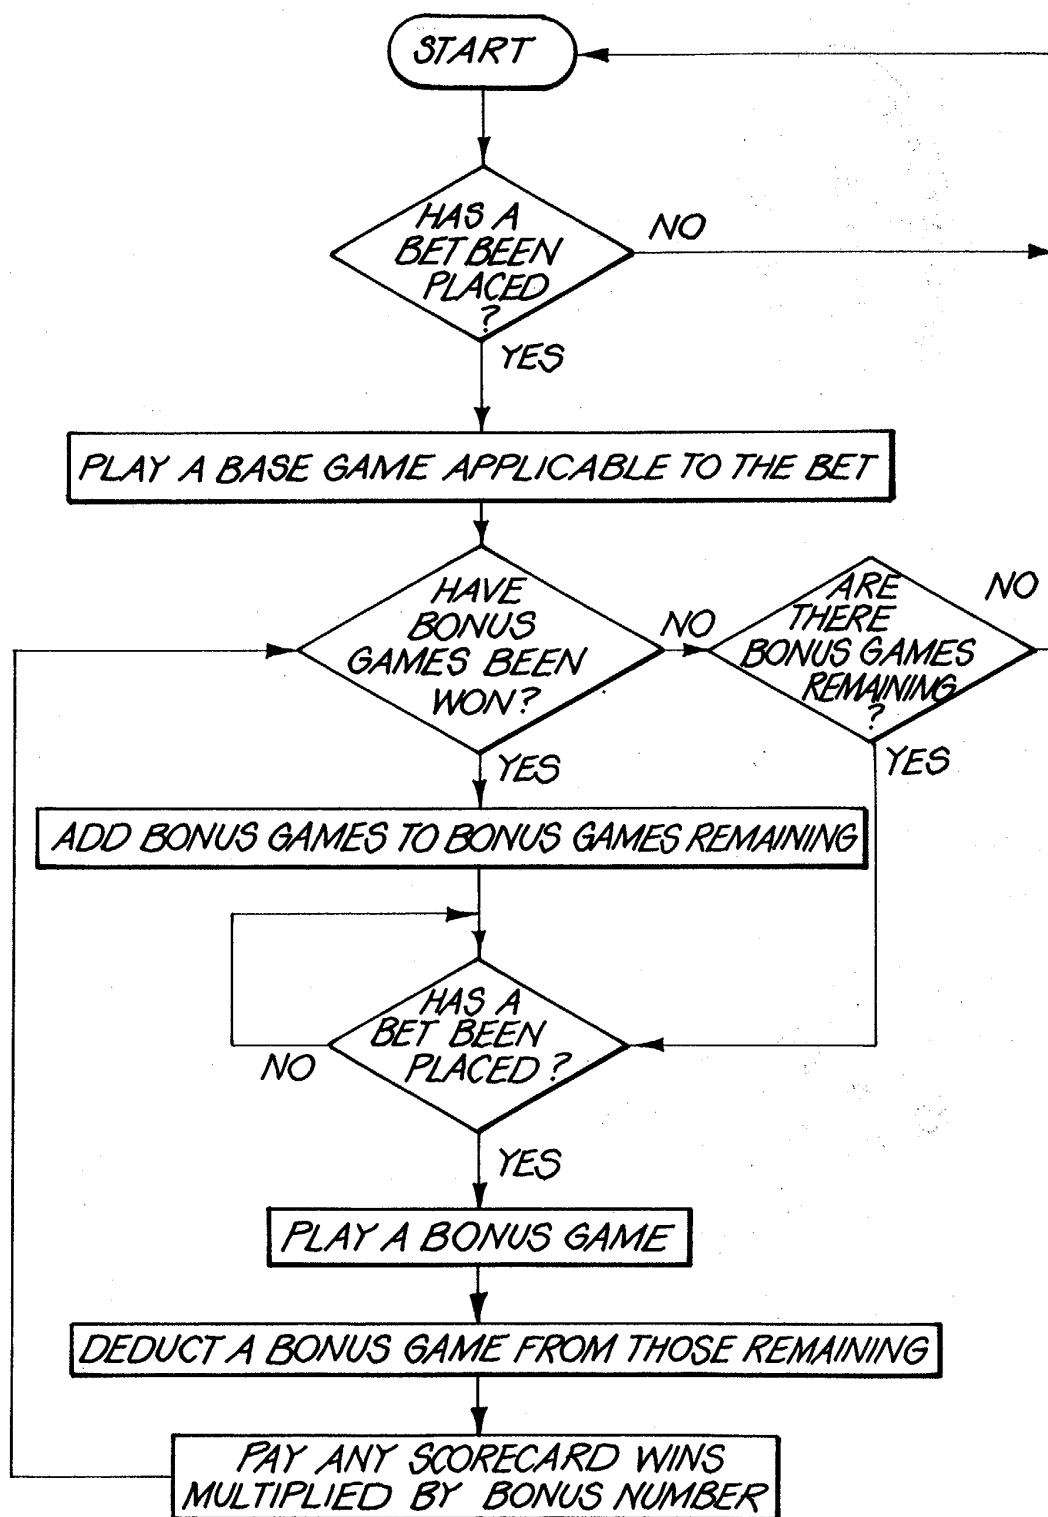 START
HAS A
BET BEEN
PLACED
?
NO
YES
PLAY A BASE GAME APPLICABLE TO THE BET
HAVE
BONUS
GAMES BEEN
WON?
NO
ARE
THERE
BONUS GAMES
REMAINING
?
NO
YES
YES
ADD BONUS GAMES TO BONUS GAMES REMAINING
HAS A
BET BEEN
PLACED?
NO
YES
PLAY A BONUS GAME
DEDUCT A BONUS GAME FROM THOSE REMAINING
PAY ANY SCORECARD WINS
MULTIPLIED BY BONUS NUMBER